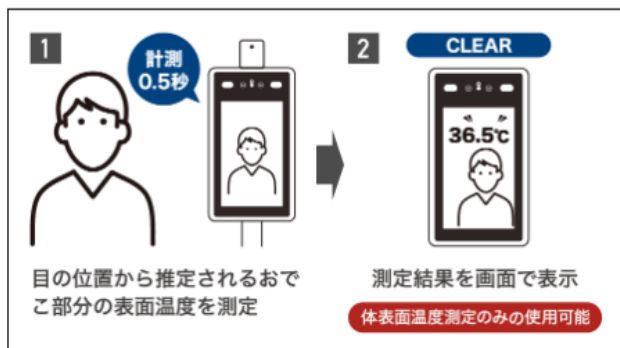 1
計測
0.5秒
目の位置から推定されるおで
こ部分の表面温度を測定
2
CLEAR
36.5℃
測定結果を画面で表示
体表面温度測定のみの使用可能